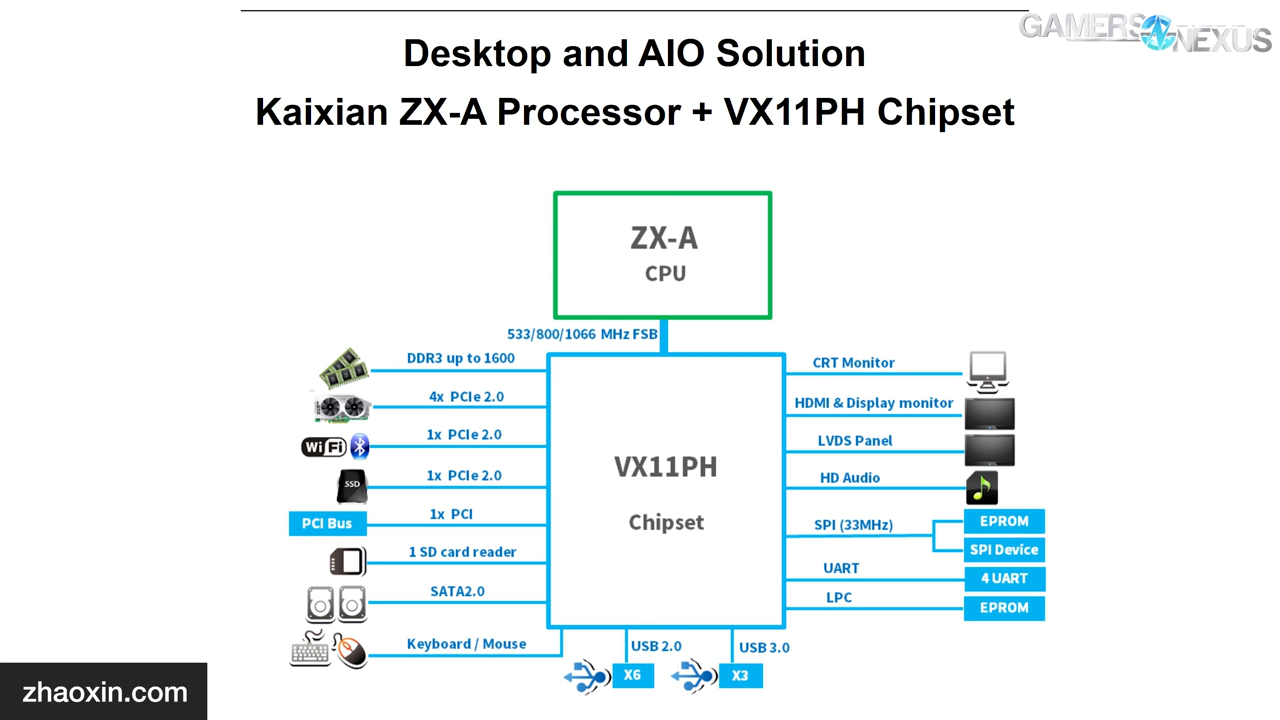 GAMERS NEXUS
Desktop and AIO Solution
Kaixian ZX-A Processor + VX11PH Chipset
ZX-A
CPU
533/800/1066 MHz FSB
DDR3 up to 1600
4x PCIe 2.0
WiFi
1x PCIe 2.0
SSD
1x PCIe 2.0
PCI Bus
1x PCI
1 SD card reader
SATA2.0
Keyboard / Mouse
VX11PH
Chipset
CRT Monitor
HDMI & Display monitor
LVDS Panel
HD Audio
SPI (33MHz)
EPROM
SPI Device
UART
4 UART
LPC
EPROM
USB 2.0
X6
USB 3.0
X3
zhaoxin.com